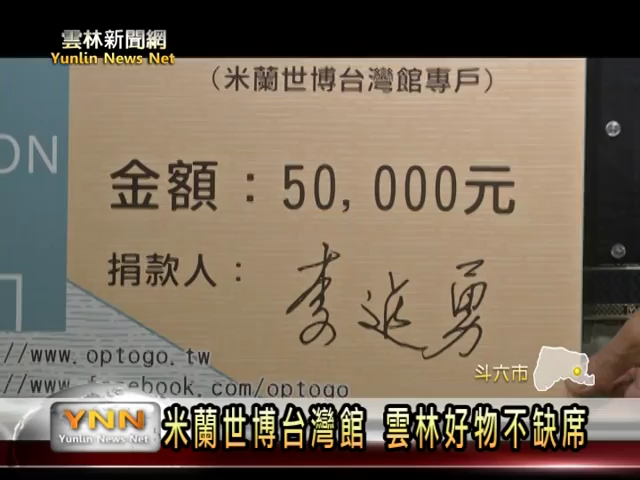 雲林新聞網
Yunlin News Net
(米蘭世博台灣館專戶)
ON
金額：50,000元
捐款人：李進勇
//www.optogo.tw
//www.facebook.com/optogo
斗六市
YNN
Yunlin News Net
米蘭世博台灣館 雲林好物不缺席